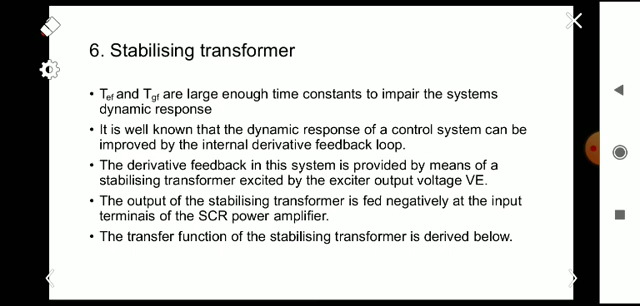 6. Stabilising transformer
• Tef and Tgf are large enough time constants to impair the systems
dynamic response
• It is well known that the dynamic response of a control system can be
improved by the internal derivative feedback loop.
• The derivative feedback in this system is provided by means of a
stabilising transformer excited by the exciter output voltage VE.
• The output of the stabilising transformer is fed negatively at the input
terminais of the SCR power amplifier.
• The transfer function of the stabilising transformer is derived below.